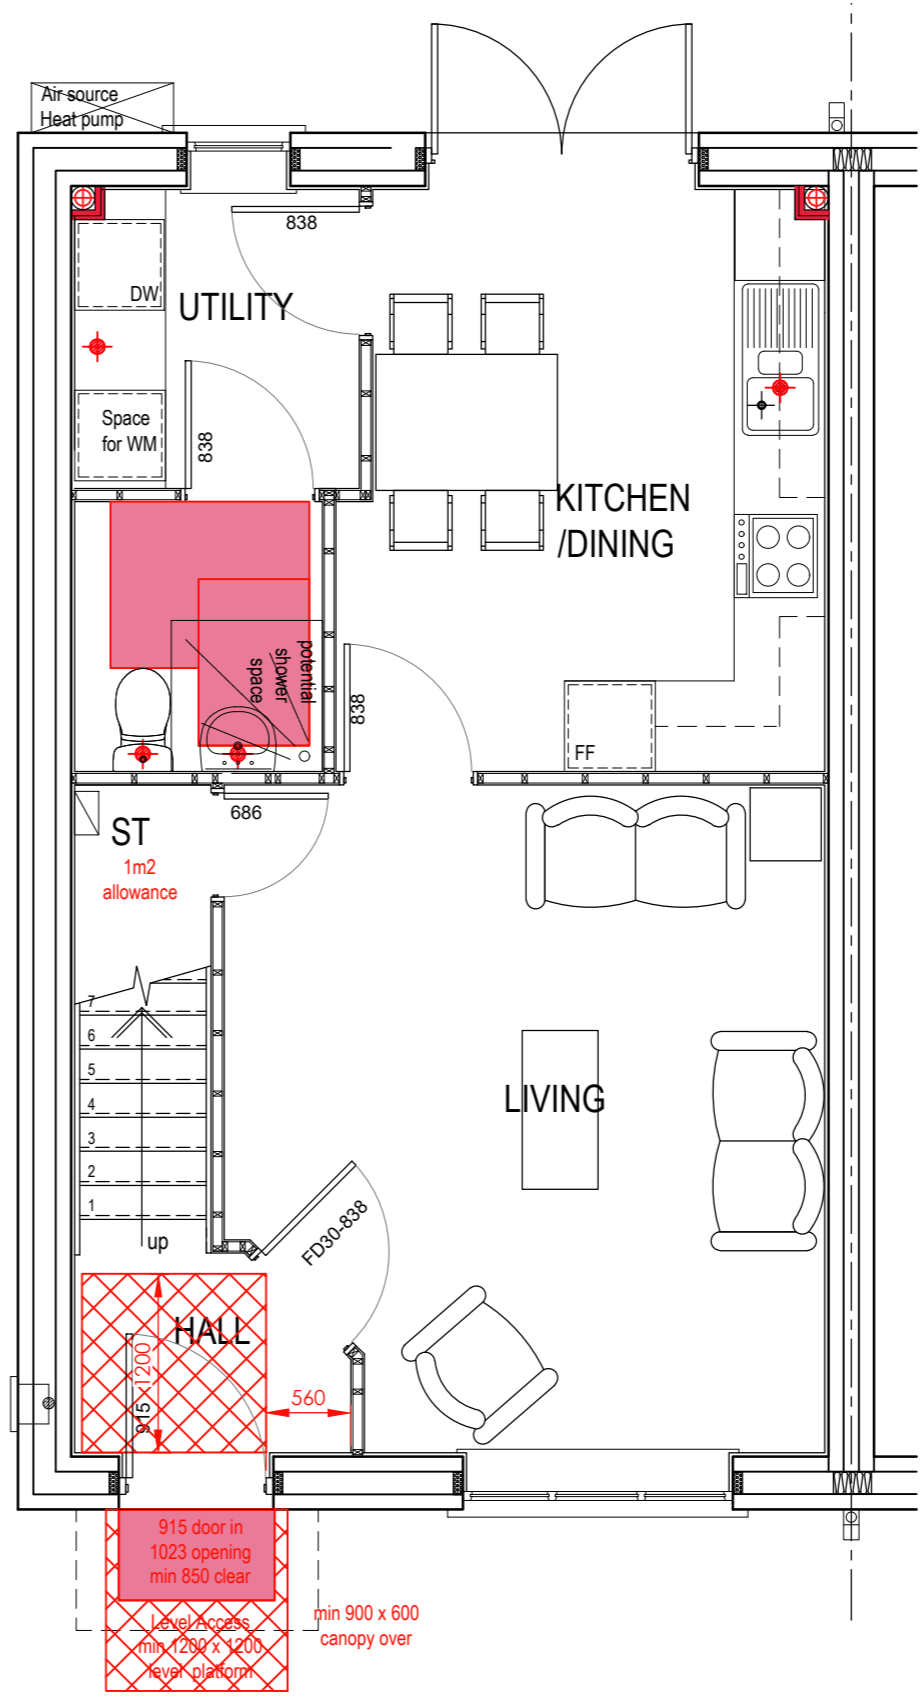 Air source
Heat pump
838
DW
UTILITY
Space
for WM
838
KITCHEN
/DINING
potential
shower
space
838
FF
686
ST
1m2
allowance
7
6
5
4
3
2
1
up
LIVING
FD30-838
HALL
1200
915
560
915 door in
1023 opening
min 850 clear
Level Access
min 1200 x 1200
level platform
min 900 x 600
canopy over